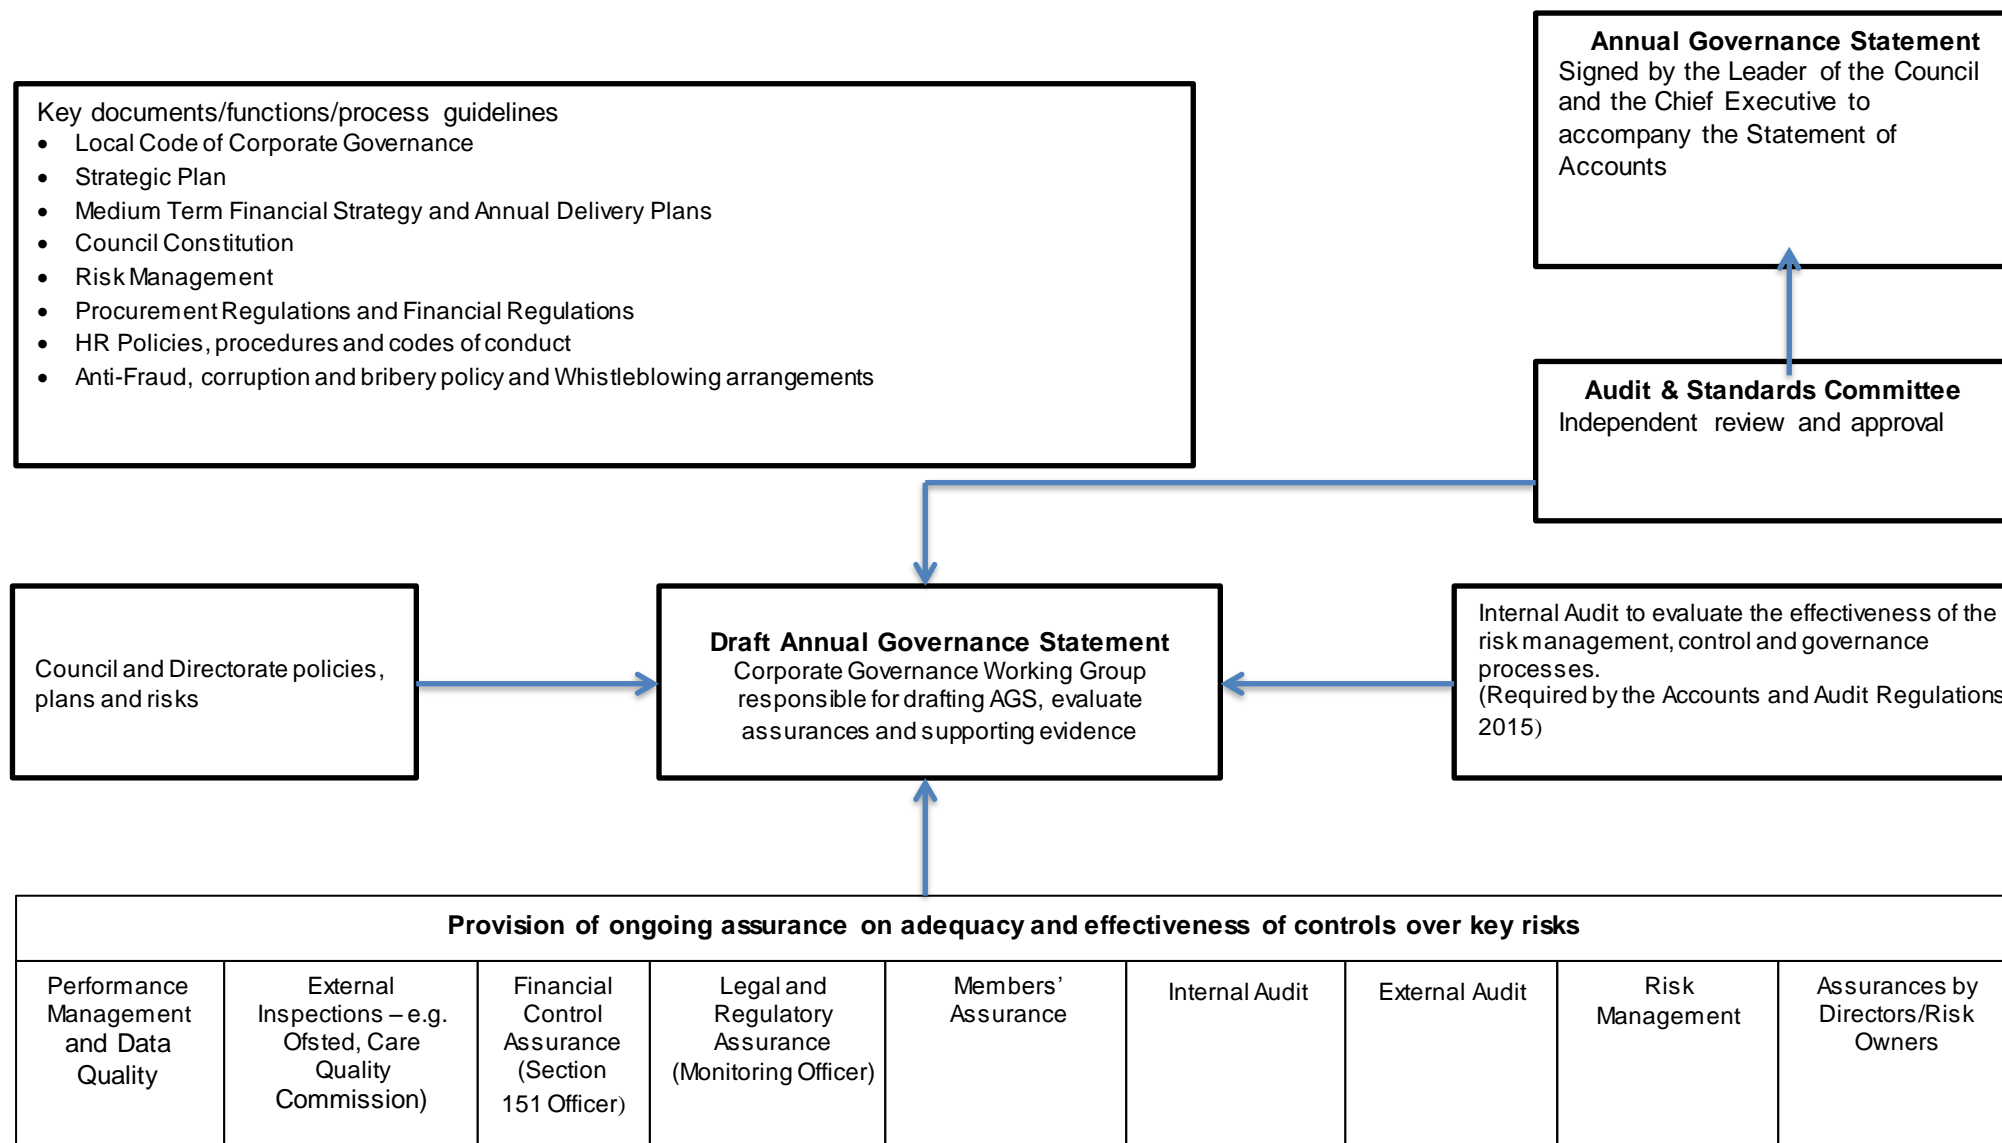 Annual Governance Statement
Signed by the Leader of the Council
and the Chief Executive to
accompany the Statement of
Accounts
Key documents/functions/process guidelines
• Local Code of Corporate Governance
• Strategic Plan
• Medium Term Financial Strategy and Annual Delivery Plans
• Council Constitution
• Risk Management
• Procurement Regulations and Financial Regulations
• HR Policies, procedures and codes of conduct
• Anti-Fraud, corruption and bribery policy and Whistleblowing arrangements
Audit & Standards Committee
Independent review and approval
Council and Directorate policies,
plans and risks
Draft Annual Governance Statement
Corporate Governance Working Group
responsible for drafting AGS, evaluate
assurances and supporting evidence
Internal Audit to evaluate the effectiveness of the
risk management, control and governance
processes.
(Required by the Accounts and Audit Regulations
2015)
Provision of ongoing assurance on adequacy and effectiveness of controls over key risks
Performance
Management
and Data
Quality
External
Inspections – e.g.
Ofsted, Care
Quality
Commission)
Financial
Control
Assurance
(Section
151 Officer)
Legal and
Regulatory
Assurance
(Monitoring Officer)
Members’
Assurance
Internal Audit
External Audit
Risk
Management
Assurances by
Directors/Risk
Owners